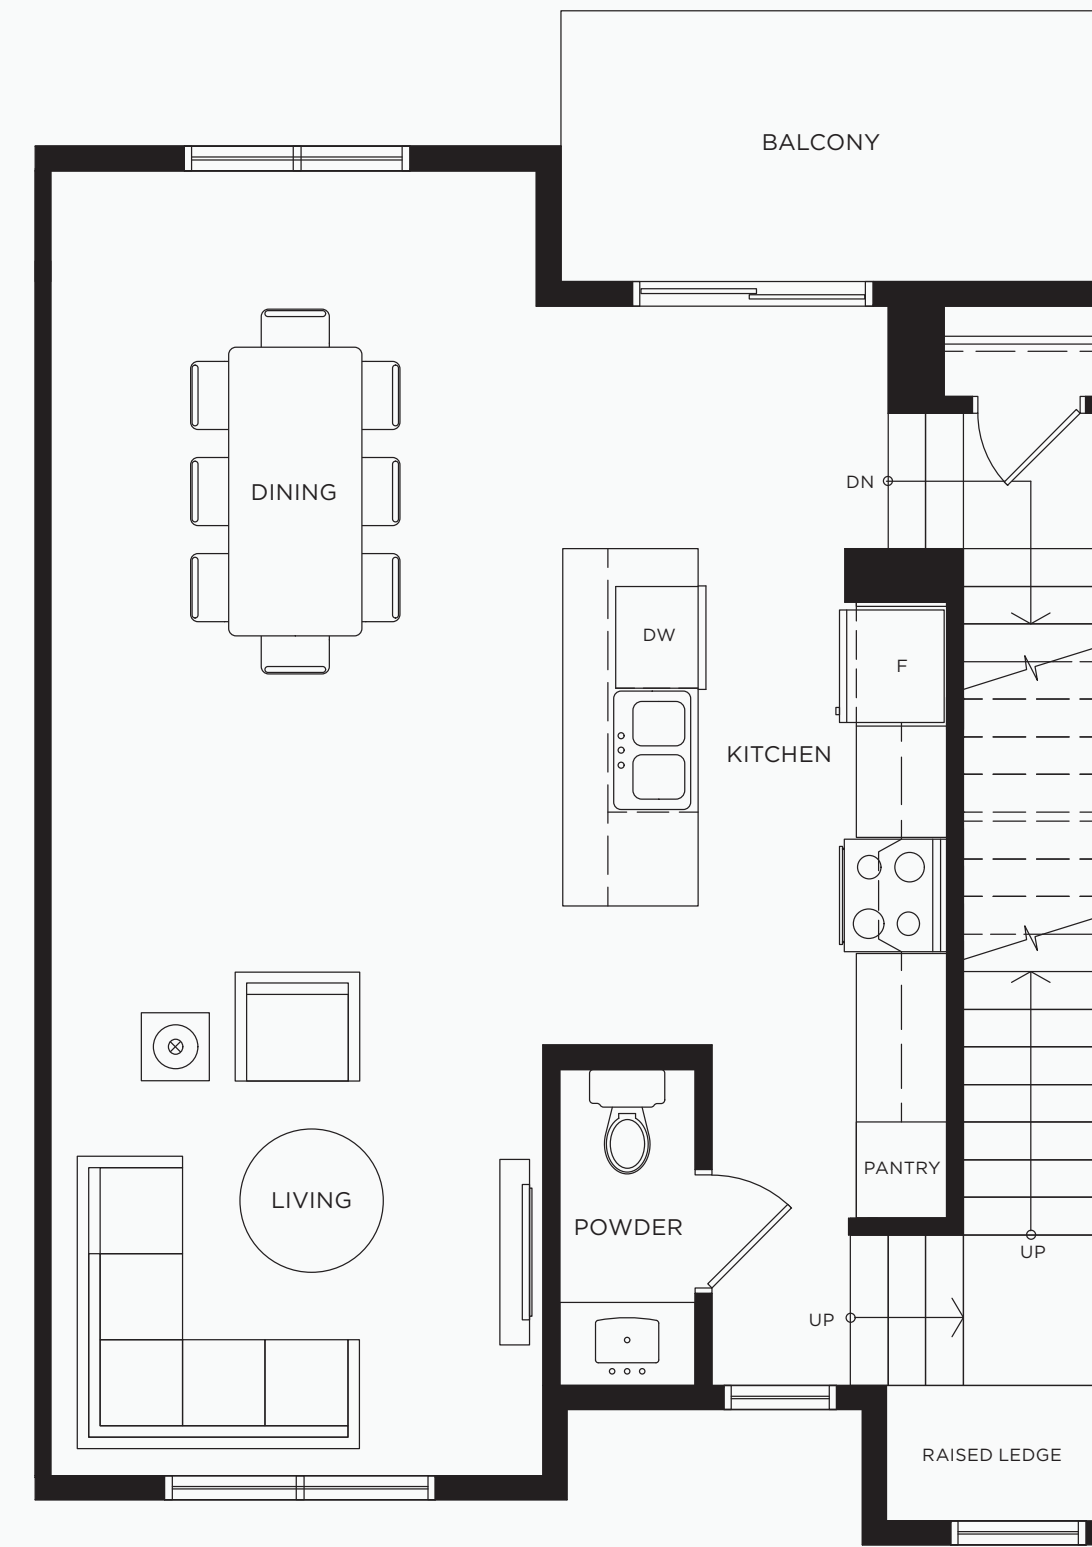 BALCONY
DN
DINING
DW
F
KITCHEN
PANTRY
LIVING
POWDER
UP
UP
RAISED LEDGE